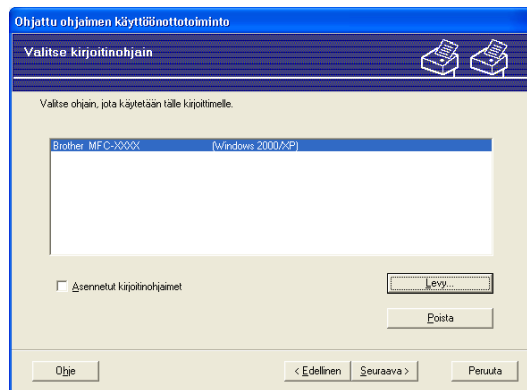 Ohjattu ohjaimen käyttöönottotoiminto
Valitse kirjoitinohjain
Valitse ohjain, jota käytetään tälle kirjoittimelle.
Brother MFC-XXXX (Windows 2000/XP)
Asennetut kirjoitinohjaimet
Levy...
Poista
Ohje
< Edellinen
Seuraava >
Peruuta